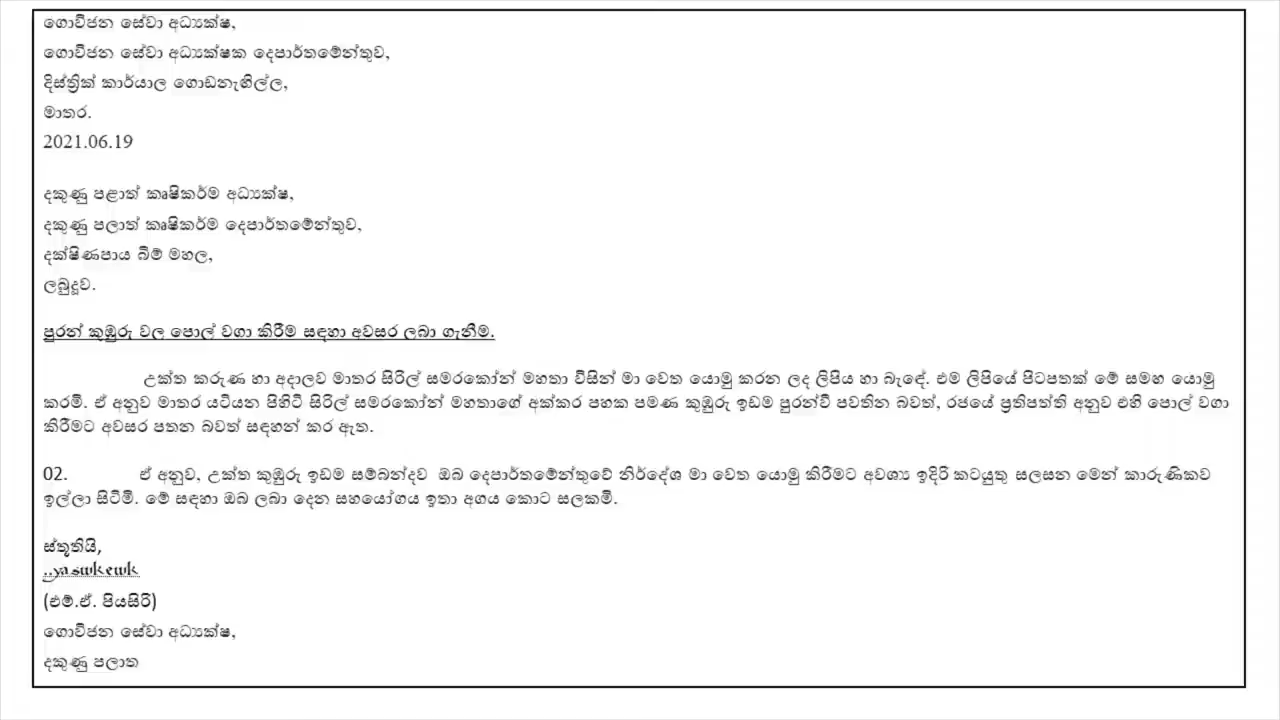 ගොවිජන සේවා අධ්‍යක්ෂ,
ගොවිජන සේවා අධ්‍යක්ෂක දෙපාර්තමේන්තුව,
දිස්ත්‍රික් කාර්යාල ගොඩනැඟිල්ල,
මාතර.
2021.06.19
දකුණු පළාත් කෘෂිකර්ම අධ්‍යක්ෂ,
දකුණු පලාත් කෘෂිකර්ම දෙපාර්තමේන්තුව,
දක්ෂිණපාය බිම් මහල,
ලබුදූව.
පුරන් කුඹුරු වල පොල් වගා කිරීම සඳහා අවසර ලබා ගැනීම.
උක්ත කරුණ හා අදාලව මාතර සිරිල් සමරකෝන් මහතා විසින් මා වෙත යොමු කරන ලද ලිපිය හා බැඳේ. එම ලිපියේ පිටපතක් මේ සමඟ යොමු
කරමි. ඒ අනුව මාතර යටියන පිහිටි සිරිල් සමරකෝන් මහතාගේ අක්කර පහක පමණ කුඹුරු ඉඩම පුරන්වී පවතින බවත්, රජයේ ප්‍රතිපත්ති අනුව එහි පොල් වගා
කිරීමට අවසර පතන බවත් සඳහන් කර ඇත.
02. ඒ අනුව, උක්ත කුඹුරු ඉඩම සම්බන්දව ඔබ දෙපාර්තමේන්තුවේ නිර්දේශ මා වෙත යොමු කිරීමට අවශ්‍ය ඉදිරි කටයුතු සලසන මෙන් කාරුණිකව
ඉල්ලා සිටිමි. මේ සඳහා ඔබ ලබා දෙන සහයෝගය ඉතා අගය කොට සලකමි.
ස්තූතියි,
..ya swk ewk
(එම්.ඒ. පියසිරි)
ගොවිජන සේවා අධ්‍යක්ෂ,
දකුණු පලාත